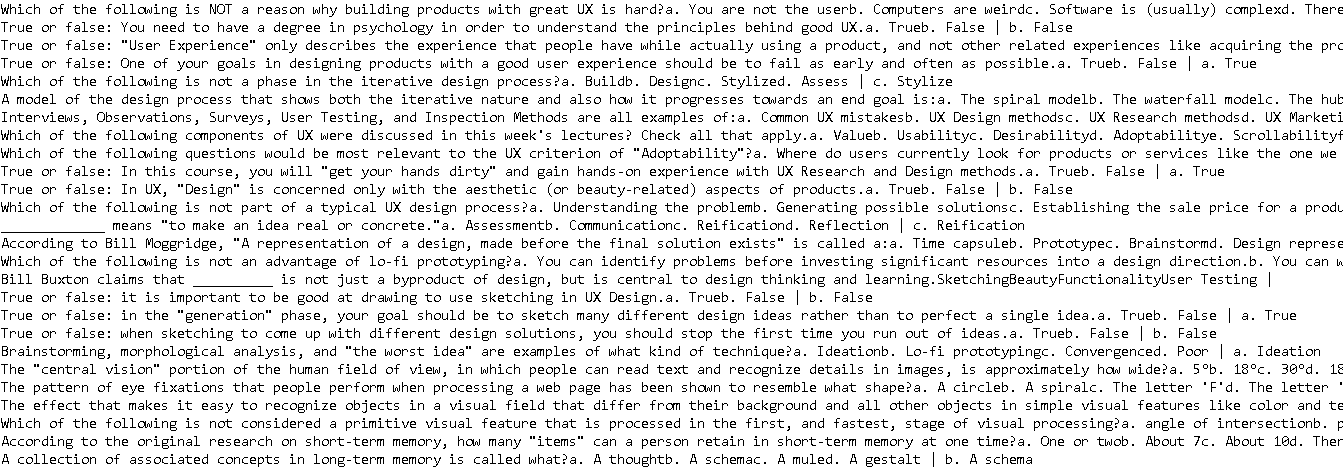 Which of the following is NOT a reason why building products with great UX is hard?a. You are not the userb. Computers are weirdc. Software is (usually) complexd. There
True or false: You need to have a degree in psychology in order to understand the principles behind good UX.a. Trueb. False | b. False
True or false: "User Experience" only describes the experience that people have while actually using a product, and not other related experiences like acquiring the pro
True or false: One of your goals in designing products with a good user experience should be to fail as early and often as possible.a. Trueb. False | a. True
Which of the following is not a phase in the iterative design process?a. Buildb. Designc. Stylized. Assess | c. Stylize
A model of the design process that shows both the iterative nature and also how it progresses towards an end goal is:a. The spiral modelb. The waterfall modelc. The hub
Interviews, Observations, Surveys, User Testing, and Inspection Methods are all examples of:a. Common UX mistakesb. UX Design methodsc. UX Research methodsd. UX Marketi
Which of the following components of UX were discussed in this week's lectures? Check all that apply.a. Valueb. Usabilityc. Desirabilityd. Adoptabilitye. Scrollabilityf
Which of the following questions would be most relevant to the UX criterion of "Adoptability"?a. Where do users currently look for products or services like the one we
True or false: In this course, you will "get your hands dirty" and gain hands-on experience with UX Research and Design methods.a. Trueb. False | a. True
True or false: In UX, "Design" is concerned only with the aesthetic (or beauty-related) aspects of products.a. Trueb. False | b. False
Which of the following is not part of a typical UX design process?a. Understanding the problemb. Generating possible solutionsc. Establishing the sale price for a produ
_____________ means "to make an idea real or concrete."a. Assessmentb. Communicationc. Reificationd. Reflection | c. Reification
According to Bill Moggridge, "A representation of a design, made before the final solution exists" is called a:a. Time capsuleb. Prototypec. Brainstormd. Design represe
Which of the following is not an advantage of lo-fi prototyping?a. You can identify problems before investing significant resources into a design direction.b. You can w
Bill Buxton claims that __________ is not just a byproduct of design, but is central to design thinking and learning.SketchingBeautyFunctionalityUser Testing |
True or false: it is important to be good at drawing to use sketching in UX Design.a. Trueb. False | b. False
True or false: in the "generation" phase, your goal should be to sketch many different design ideas rather than to perfect a single idea.a. Trueb. False | a. True
True or false: when sketching to come up with different design solutions, you should stop the first time you run out of ideas.a. Trueb. False | b. False
Brainstorming, morphological analysis, and "the worst idea" are examples of what kind of technique?a. Ideationb. Lo-fi prototypingc. Convergenced. Poor | a. Ideation
The "central vision" portion of the human field of view, in which people can read text and recognize details in images, is approximately how wide?a. 5ºb. 18ºc. 30ºd. 18
The pattern of eye fixations that people perform when processing a web page has been shown to resemble what shape?a. A circleb. A spiralc. The letter 'F'd. The letter '
The effect that makes it easy to recognize objects in a visual field that differ from their background and all other objects in simple visual features like color and te
Which of the following is not considered a primitive visual feature that is processed in the first, and fastest, stage of visual processing?a. angle of intersectionb. p
According to the original research on short-term memory, how many "items" can a person retain in short-term memory at one time?a. One or twob. About 7c. About 10d. Ther
A collection of associated concepts in long-term memory is called what?a. A thoughtb. A schemac. A muled. A gestalt | b. A schema